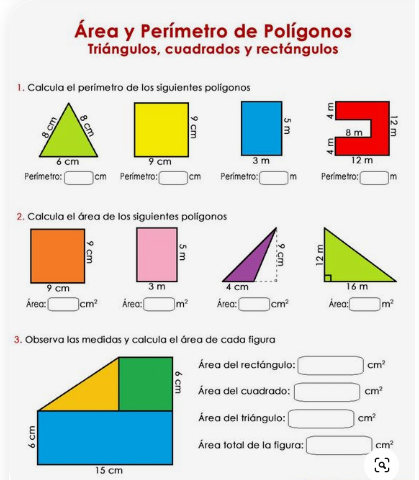 Área y Perímetro de Polígonos
Triángulos, cuadrados y rectángulos
1. Calcula el perímetro de los siguientes polígonos
8 cm 8 cm 9 cm 5 m 4 m 8 m 4 m 12 m
6 cm 9 cm 3 m 12 m
Perímetro: cm Perímetro: cm Perímetro: m Perímetro: m
2. Calcula el área de los siguientes polígonos
9 cm 5 m 9 cm 12 m
9 cm 3 m 4 cm 16 m
Área: cm² Área: m² Área: cm² Área: m²
3. Observa las medidas y calcula el área de cada figura
Área del rectángulo: cm²
6 cm
Área del cuadrado: cm²
Área del triángulo: cm²
6 cm
Área total de la figura: cm²
15 cm